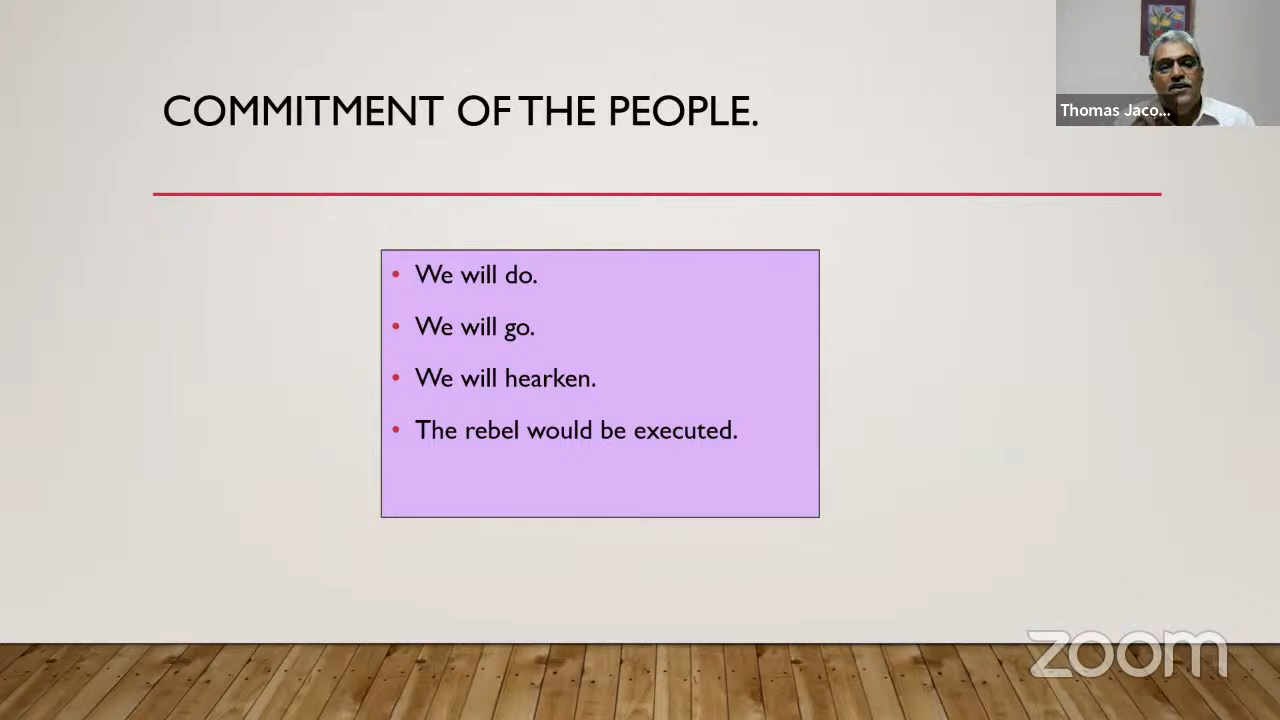 COMMITMENT OF THE PEOPLE.
Thomas Jaco...
• We will do.
• We will go.
• We will hearken.
• The rebel would be executed.
zoom